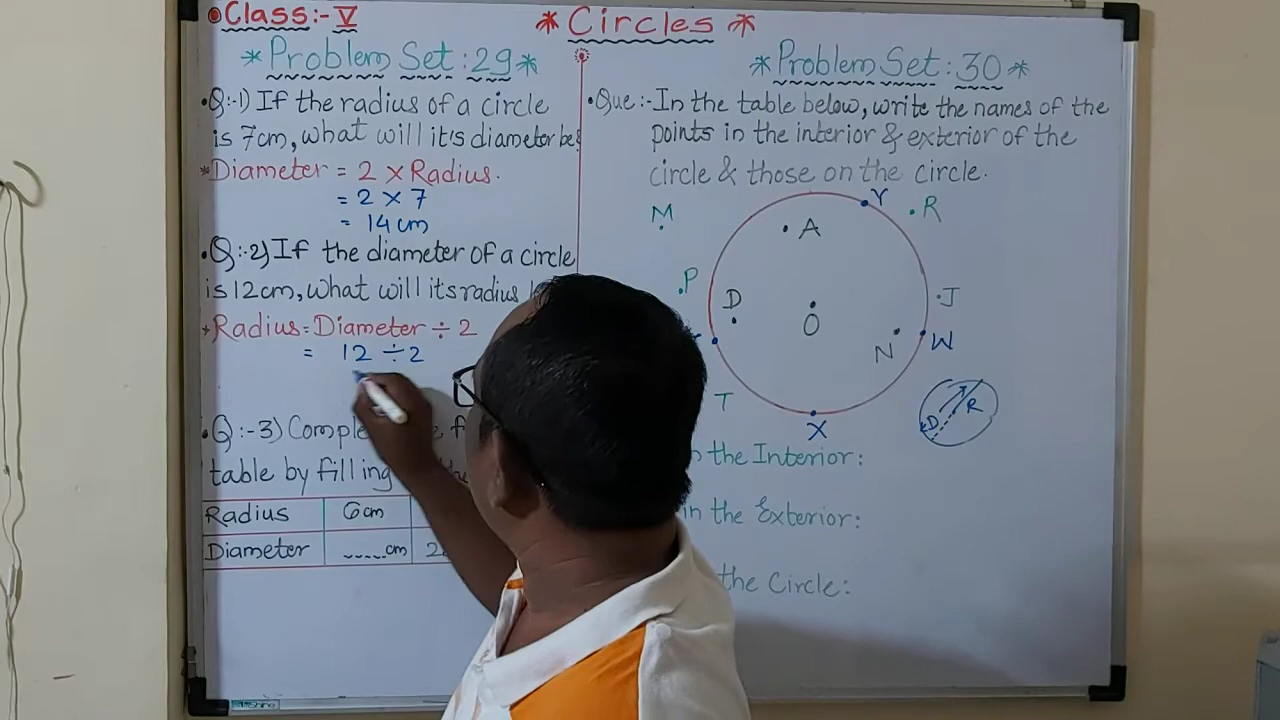 Class:- V
* Circles *
* Problem Set: 29 *
Q:-1) If the radius of a circle
is 7cm, what will it's diameter be?
*Diameter = 2 × Radius.
= 2 × 7
= 14 cm
Q:-2) If the diameter of a circle
is 12cm, what will its radius
*Radius = Diameter ÷ 2
= 12 ÷ 2
Q:-3)
table by filling
Radius 6cm
Diameter .....cm
* Problem Set: 30 *
Que:- In the table below, write the names of the
points in the interior & exterior of the
circle & those on the circle.
M
Y
R
A
P
D
J
O
N
W
T
X
D
R
the Interior:
in the Exterior:
the Circle: